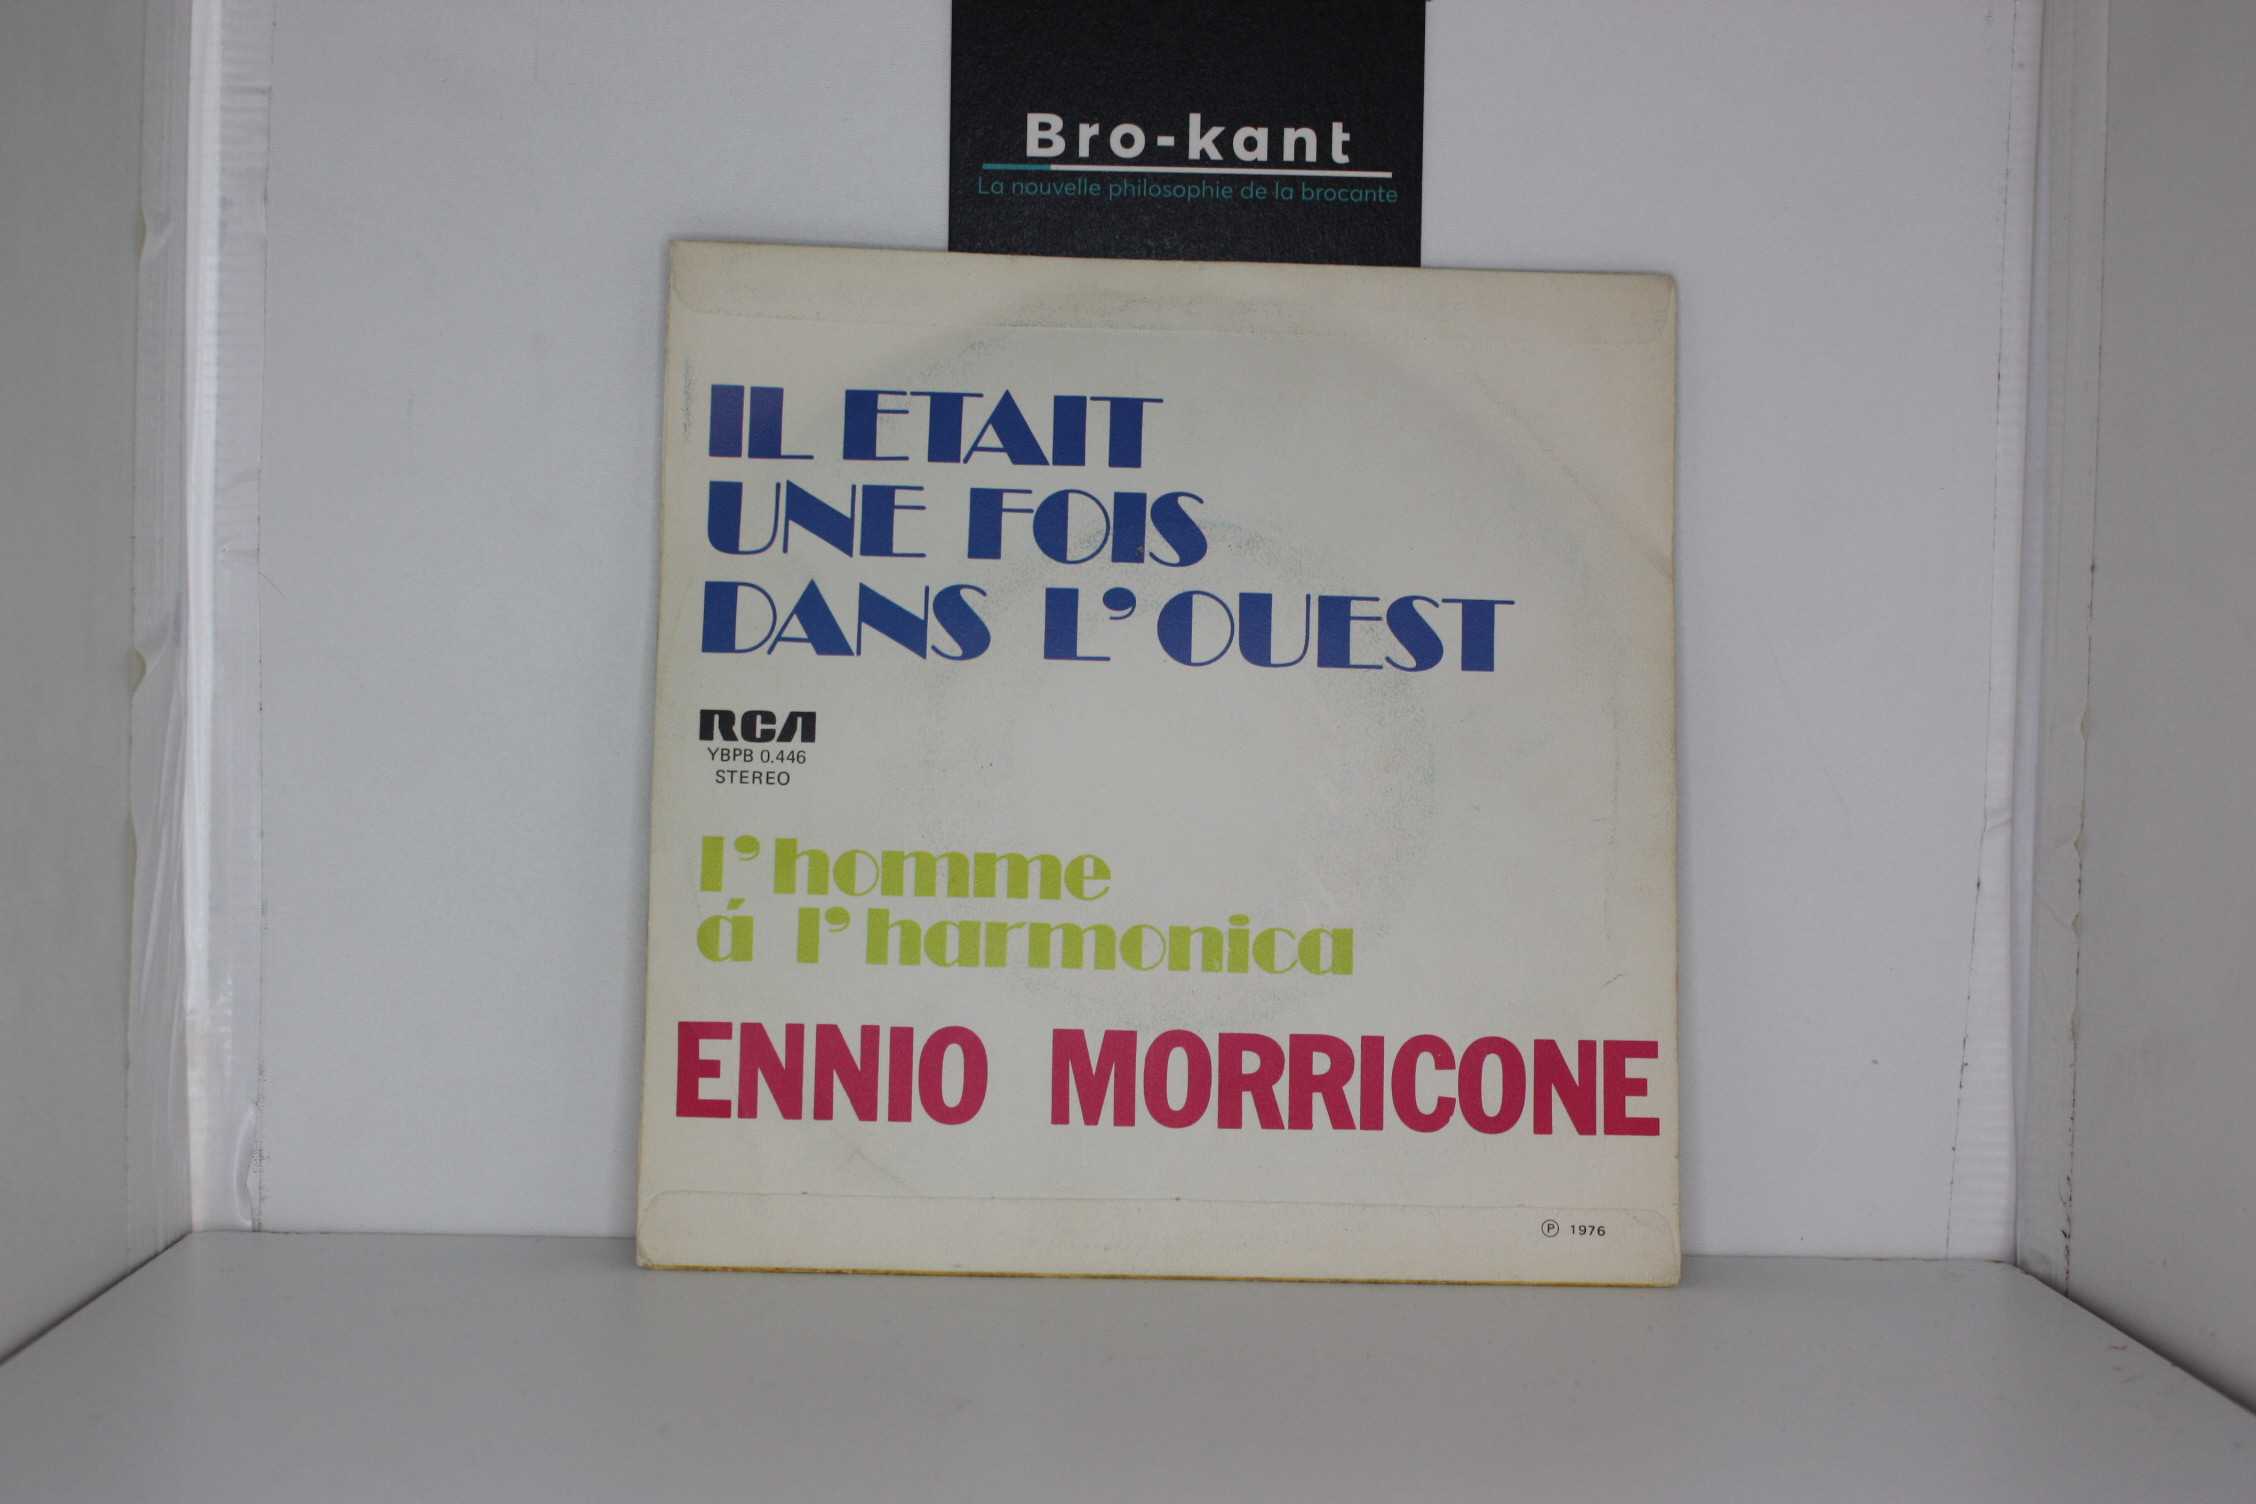 Bro-kant
La nouvelle philosophie de la brocante
IL ETAIT
UNE FOIS
DANS L'OUEST
RCA
YBPB 0.446
STEREO
l'homme
á l'harmonica
ENNIO MORRICONE
℗ 1976